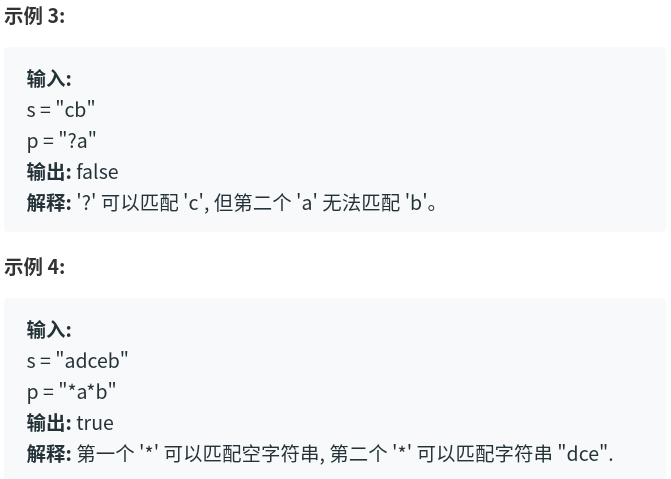 示例 3:
输入:
s = "cb"
p = "?a"
输出: false
解释: '?' 可以匹配 'c', 但第二个 'a' 无法匹配 'b'。
示例 4:
输入:
s = "adceb"
p = "*a*b"
输出: true
解释: 第一个 '*' 可以匹配空字符串, 第二个 '*' 可以匹配字符串 "dce".